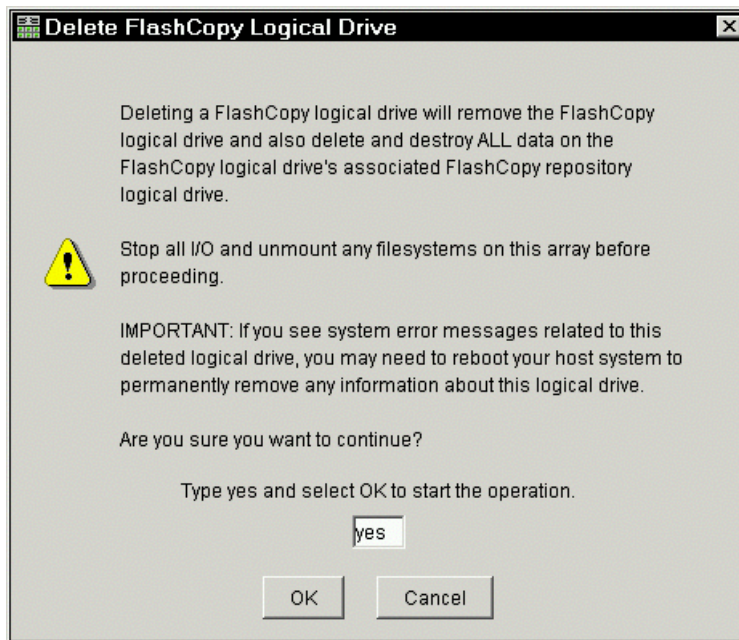 Delete FlashCopy Logical Drive
Deleting a FlashCopy logical drive will remove the FlashCopy
logical drive and also delete and destroy ALL data on the
FlashCopy logical drive's associated FlashCopy repository
logical drive.
Stop all I/O and unmount any filesystems on this array before
proceeding.
IMPORTANT: If you see system error messages related to this
deleted logical drive, you may need to reboot your host system to
permanently remove any information about this logical drive.
Are you sure you want to continue?
Type yes and select OK to start the operation.
yes
OK Cancel